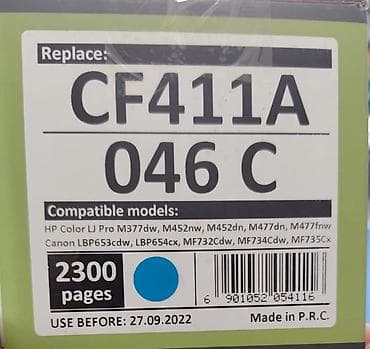 Replace:
CF411A
046 C
Compatible models:
HP Color LJ Pro M377dw, M452nw, M452dn, M477dn, M477fnw
Canon LBP653cdw, LBP654cx, MF732Cdw, MF734Cdw, MF735Cx
2300
pages
6 901052 054116
USE BEFORE: 27.09.2022
Made in P.R.C.